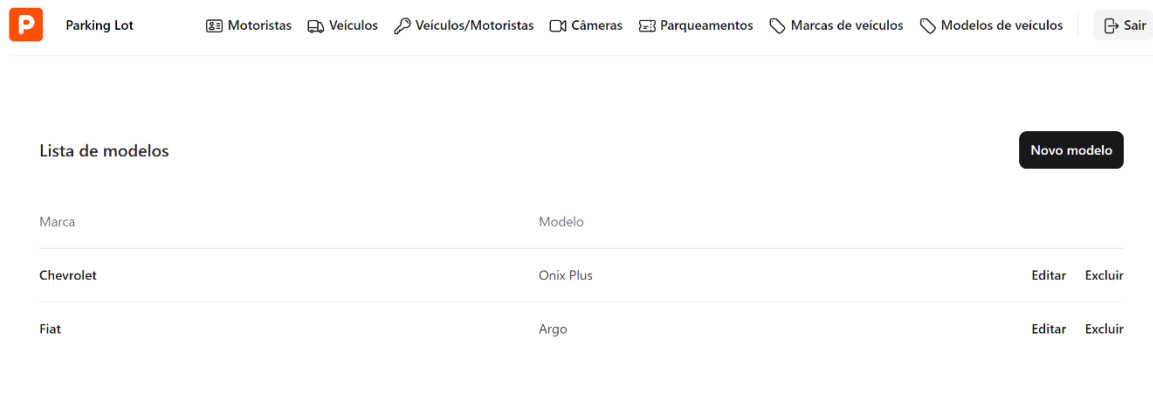 P Parking Lot Motoristas Veículos Veículos/Motoristas Câmeras Parqueamentos Marcas de veículos Modelos de veículos Sair
Lista de modelos Novo modelo
Marca Modelo
Chevrolet Onix Plus Editar Excluir
Fiat Argo Editar Excluir